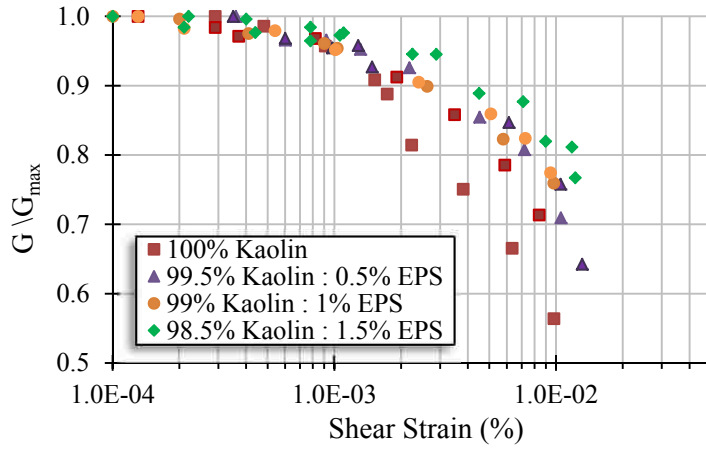 1.0
0.9
0.8
0.7
0.6
0.5
G \G max
100% Kaolin
99.5% Kaolin : 0.5% EPS
99% Kaolin : 1% EPS
98.5% Kaolin : 1.5% EPS
1.0E-04 1.0E-03 1.0E-02
Shear Strain (%)